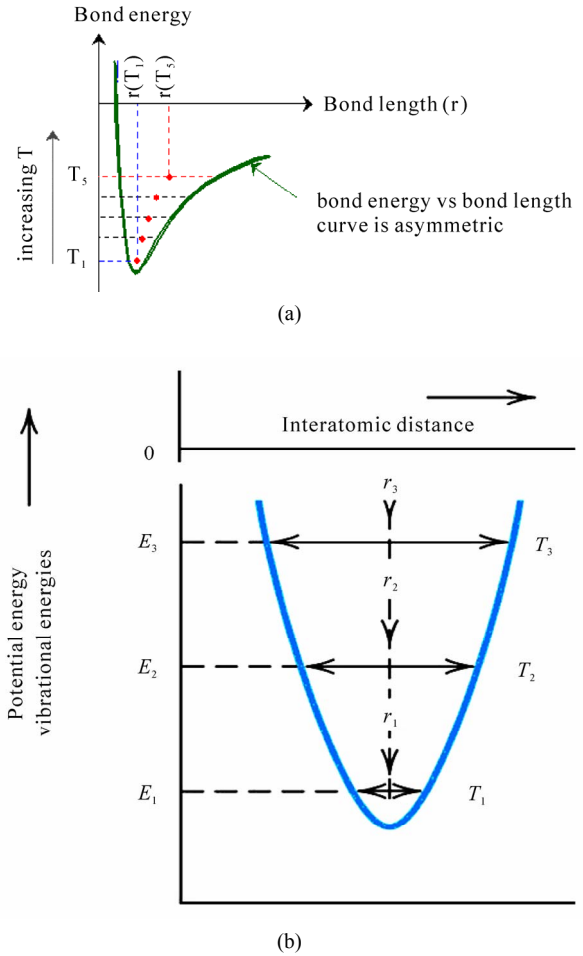 Bond energy
r(T₁)
r(T₅)
Bond length (r)
increasing T
T₅
T₁
bond energy vs bond length
curve is asymmetric
(a)
Interatomic distance
0
Potential energy
vibrational energies
r₃
E₃
T₃
r₂
E₂
T₂
r₁
E₁
T₁
(b)